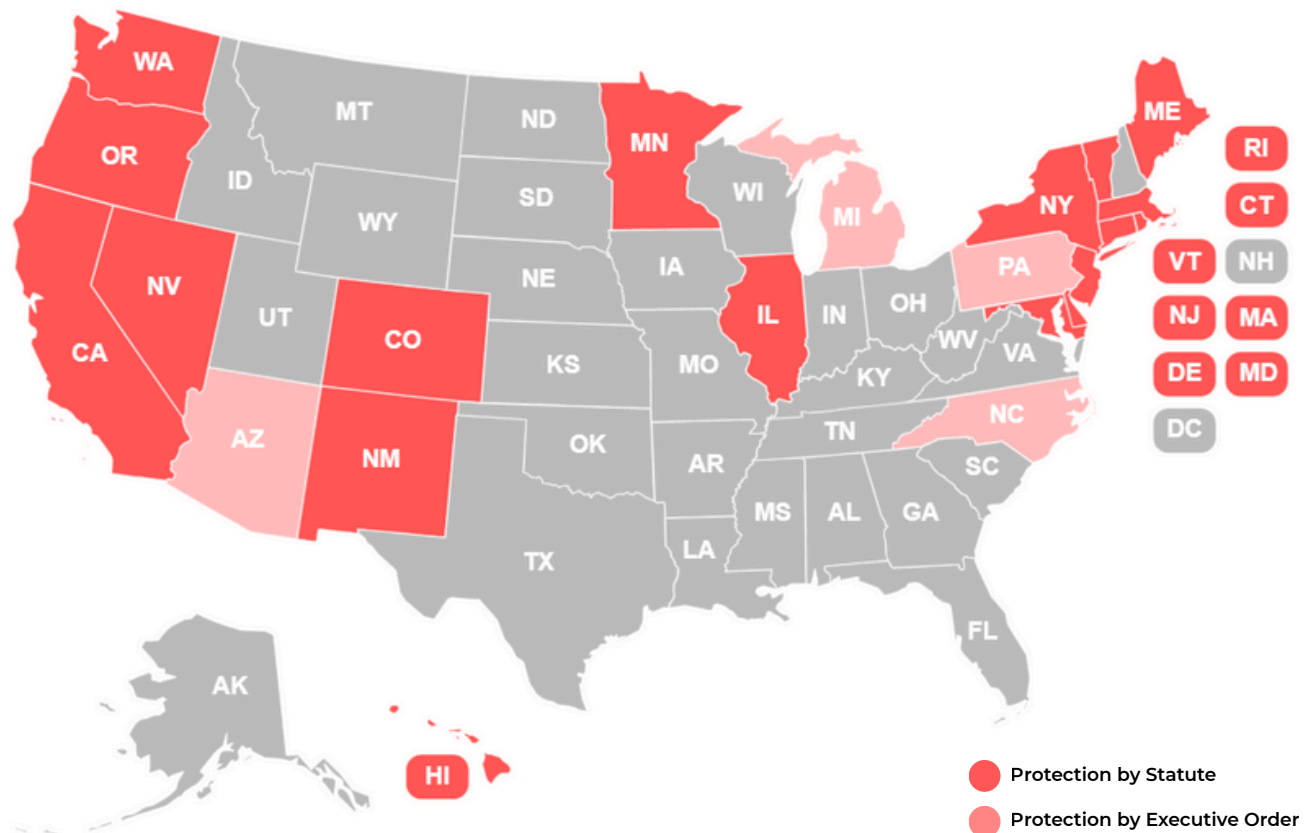 WA
ME
MT
ND
MN
RI
OR
ID
SD
WI
NY
CT
MI
WY
IA
PA
VT
NH
NV
NE
UT
IL
IN
OH
NJ
MA
CO
WV
VA
CA
KS
MO
KY
DE
MD
NC
DC
AZ
TN
OK
NM
AR
SC
MS
AL
GA
TX
LA
FL
AK
HI
Protection by Statute
Protection by Executive Order